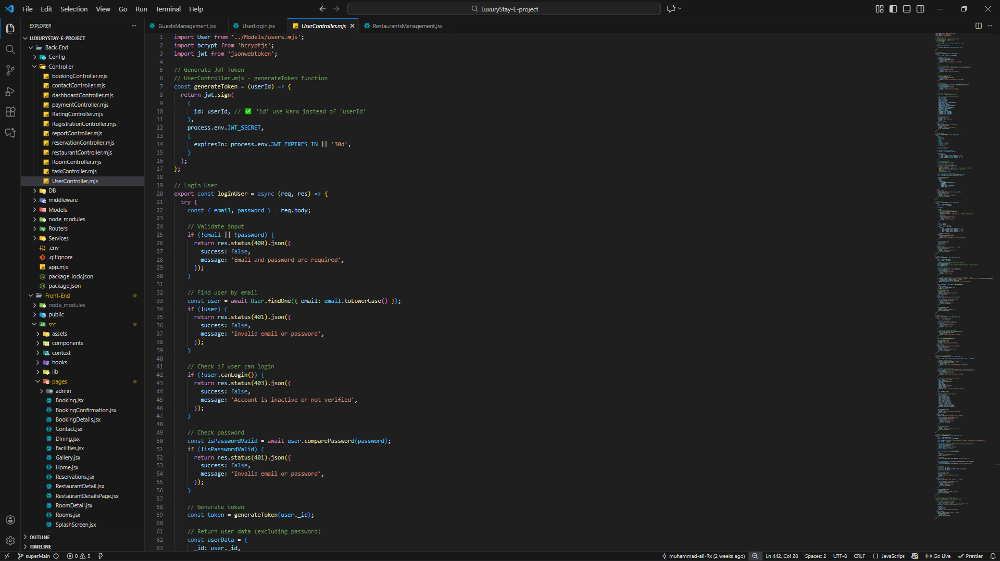 File Edit Selection View Go Run Terminal Help
LuxuryStay-E-project
EXPLORER
GuestsManagement.jsx
UserLogin.jsx
UserController.mjs
RestaurantsManagement.jsx
LUXURYSTAY-E-PROJECT
Back-End
Config
Controller
bookingController.mjs
contactController.mjs
dashboardController.mjs
paymentController.mjs
RatingController.mjs
RegistrationController.mjs
reportController.mjs
reservationController.mjs
restaurantController.mjs
RoomController.mjs
taskController.mjs
UserController.mjs
DB
middleware
Models
node_modules
Routers
Services
.env
.gitignore
app.mjs
package-lock.json
package.json
Front-End
node_modules
public
src
assets
components
context
hooks
lib
pages
admin
Booking.jsx
BookingConfirmation.jsx
BookingDetails.jsx
Contact.jsx
Dining.jsx
Facilities.jsx
Gallery.jsx
Home.jsx
Reservations.jsx
RestaurantDetail.jsx
RestaurantDetailsPage.jsx
RoomDetail.jsx
Rooms.jsx
SplashScreen.jsx
OUTLINE
TIMELINE
1 import User from '../Models/users.mjs';
2 import bcrypt from 'bcryptjs';
3 import jwt from 'jsonwebtoken';
4
5 // Generate JWT Token
6 // UserController.mjs - generateToken function
7 const generateToken = (userId) => {
8 return jwt.sign(
9 {
10 id: userId, // ✅ 'id' use karo instead of 'userId'
11 },
12 process.env.JWT_SECRET,
13 {
14 expiresIn: process.env.JWT_EXPIRES_IN || '30d',
15 }
16 );
17 };
18
19 // Login User
20 export const loginUser = async (req, res) => {
21 try {
22 const { email, password } = req.body;
23
24 // Validate input
25 if (!email || !password) {
26 return res.status(400).json({
27 success: false,
28 message: 'Email and password are required',
29 });
30 }
31
32 // Find user by email
33 const user = await User.findOne({ email: email.toLowerCase() });
34 if (!user) {
35 return res.status(401).json({
36 success: false,
37 message: 'Invalid email or password',
38 });
39 }
40
41 // Check if user can login
42 if (!user.canLogin()) {
43 return res.status(403).json({
44 success: false,
45 message: 'Account is inactive or not verified',
46 });
47 }
48
49 // Check password
50 const isPasswordValid = await user.comparePassword(password);
51 if (!isPasswordValid) {
52 return res.status(401).json({
53 success: false,
54 message: 'Invalid email or password',
55 });
56 }
57
58 // Generate token
59 const token = generateToken(user._id);
60
61 // Return user data (excluding password)
62 const userData = {
63 _id: user._id,
superMain 0 5 muhammad-ali-Rx (2 weeks ago) Ln 442, Col 28 Spaces: 2 UTF-8 CRLF {} JavaScript Go Live Prettier